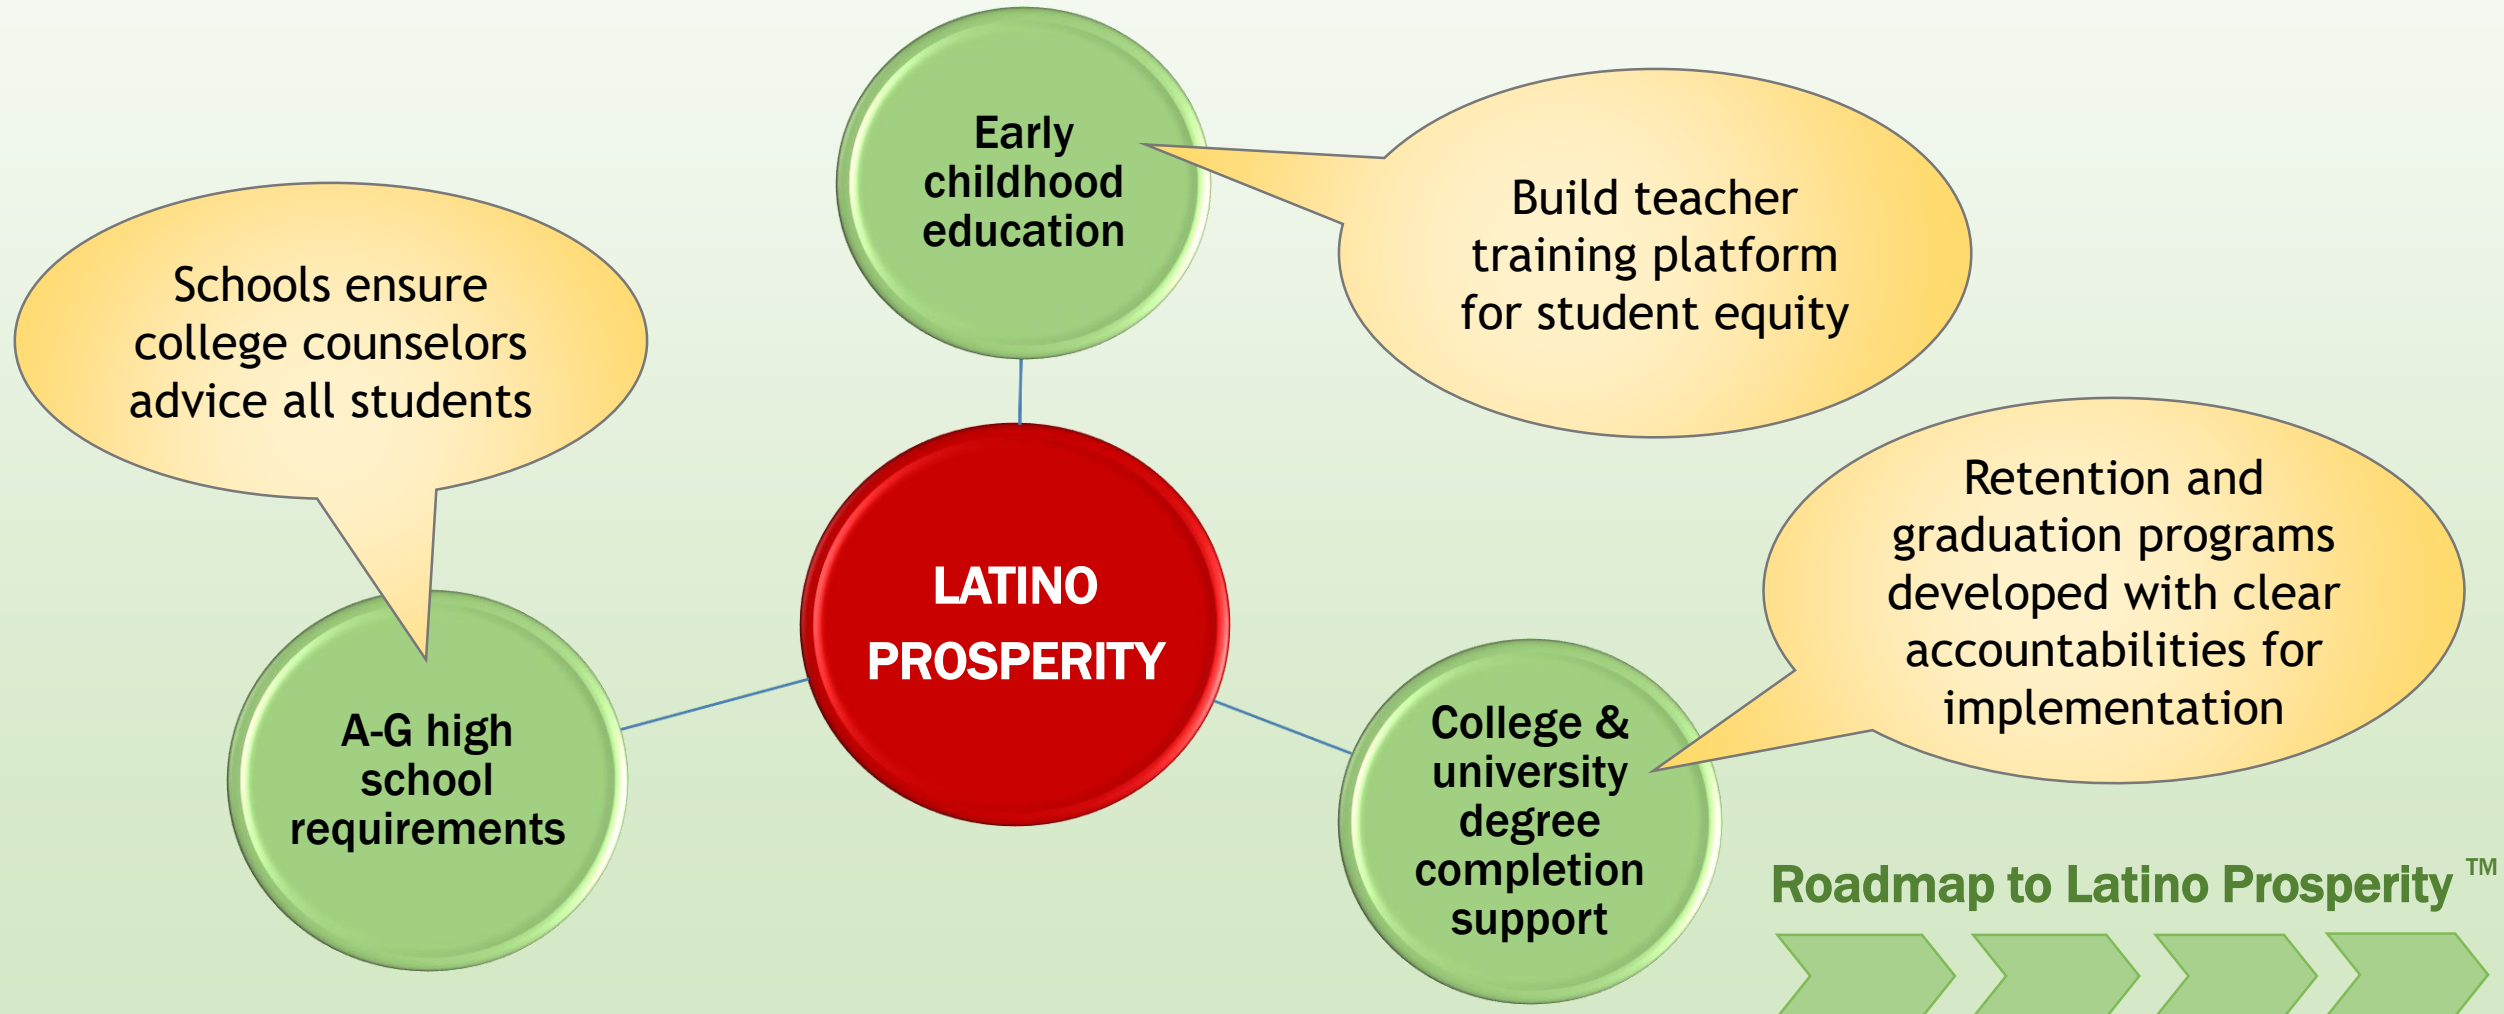 Early
childhood
education
Build teacher
training platform
for student equity
Schools ensure
college counselors
advice all students
Retention and
graduation programs
developed with clear
accountabilities for
implementation
LATINO
PROSPERITY
A-G high
school
requirements
College &
university
degree
completion
support
Roadmap to Latino Prosperity ™